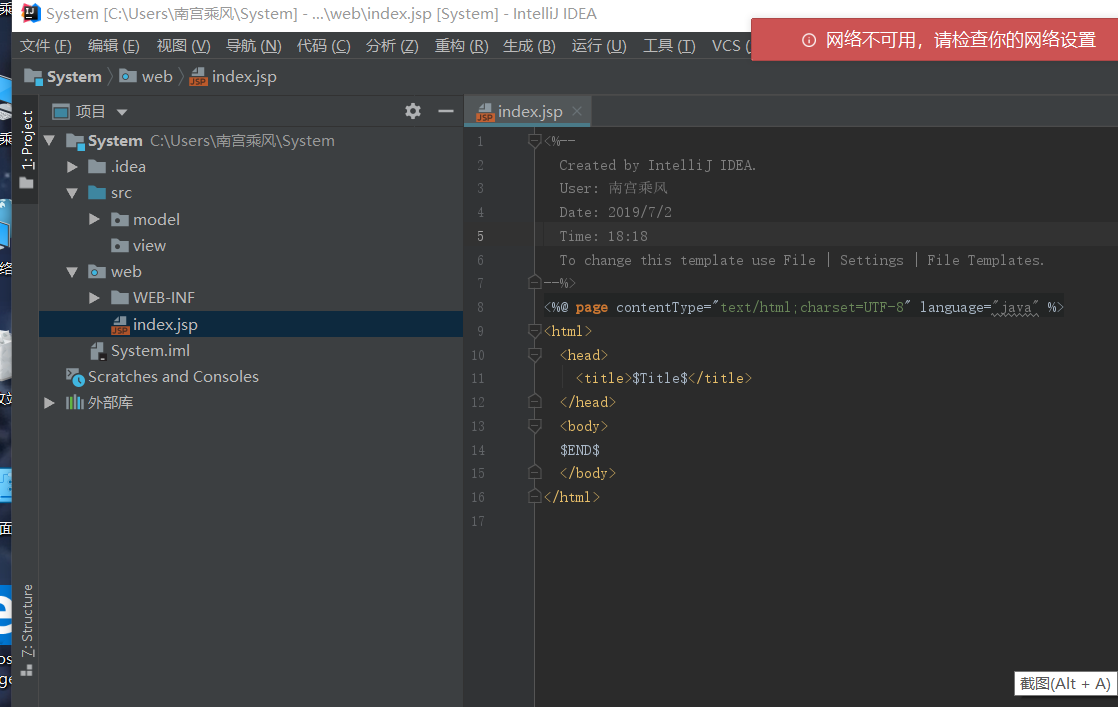 System [C:\Users\南宫乘风\System] - ...\web\index.jsp [System] - IntelliJ IDEA
文件 (F) 编辑 (E) 视图 (V) 导航 (N) 代码 (C) 分析 (Z) 重构 (R) 生成 (B) 运行 (U) 工具 (T) VCS (
网络不可用，请检查你的网络设置
System web index.jsp
1: Project
项目
index.jsp
System C:\Users\南宫乘风\System
.idea
src
model
view
web
WEB-INF
index.jsp
System.iml
Scratches and Consoles
外部库
Z: Structure
1 <%--
2 Created by IntelliJ IDEA.
3 User: 南宫乘风
4 Date: 2019/7/2
5 Time: 18:18
6 To change this template use File | Settings | File Templates.
7 --%>
8 <%@ page contentType="text/html;charset=UTF-8" language="java" %>
9 <html>
10 <head>
11 <title>$Title$</title>
12 </head>
13 <body>
14 $END$
15 </body>
16 </html>
17
截图(Alt + A)